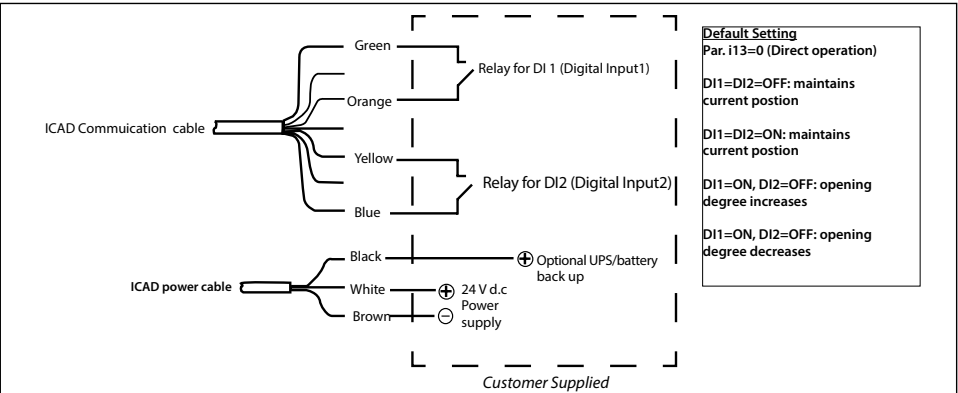 Green
Relay for DI 1 (Digital Input1)
Orange
ICAD Commuication cable
Yellow
Relay for DI2 (Digital Input2)
Blue
Black
Optional UPS/battery
back up
ICAD power cable
White
24 V d.c
Power
supply
Brown
Customer Supplied
Default Setting
Par. i13=0 (Direct operation)
DI1=DI2=OFF: maintains
current postion
DI1=DI2=ON: maintains
current postion
DI1=ON, DI2=OFF: opening
degree increases
DI1=ON, DI2=OFF: opening
degree decreases